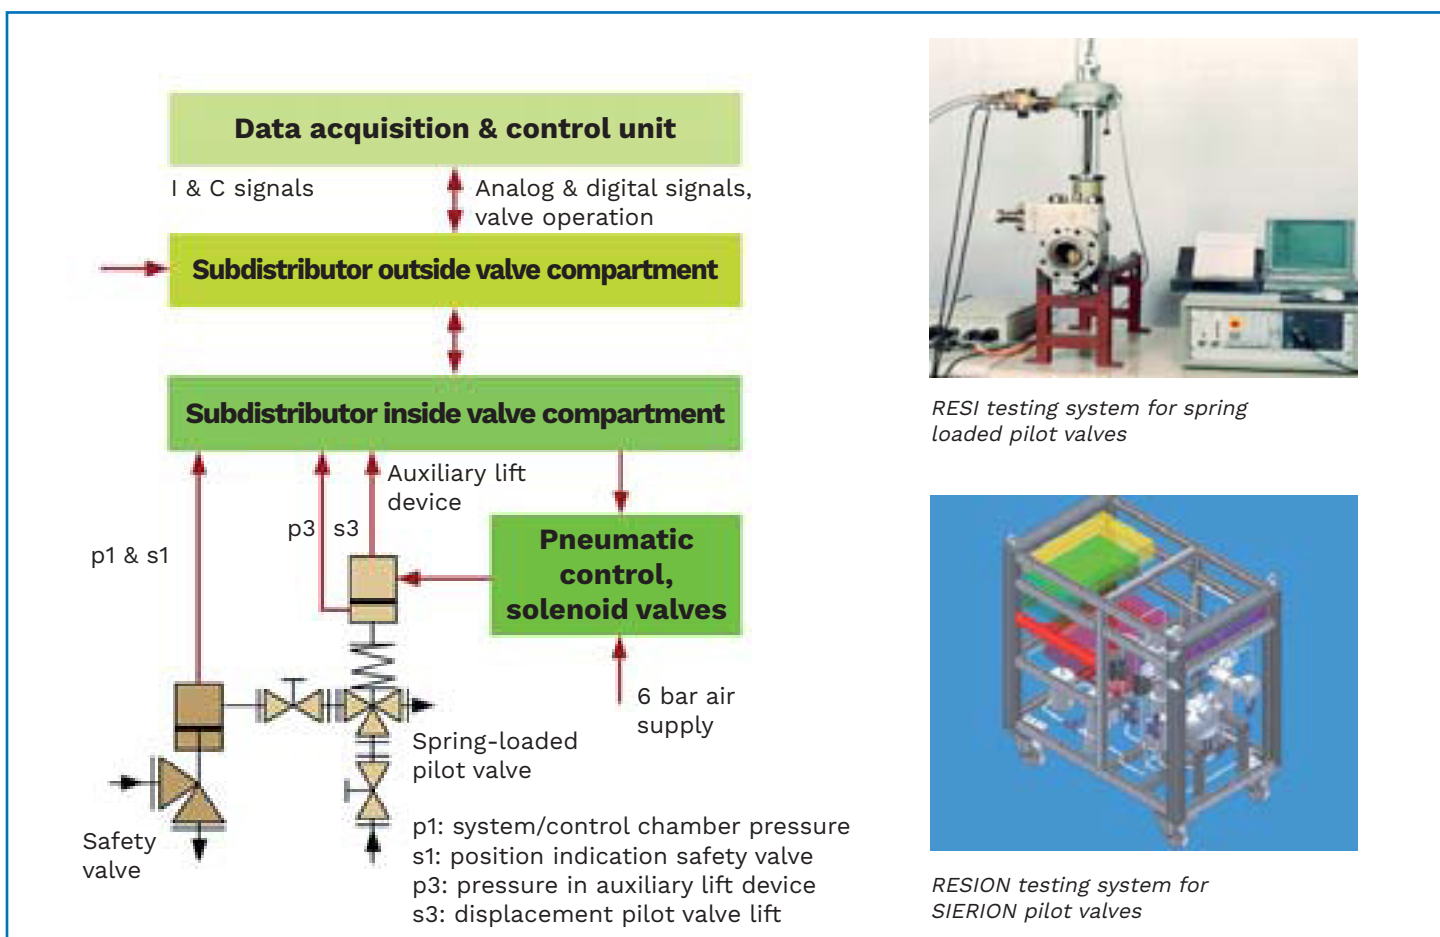 Data acquisition & control unit
I & C signals
Analog & digital signals,
valve operation
Subdistributor outside valve compartment
Subdistributor inside valve compartment
Auxiliary lift
device
p3
s3
p1 & s1
Pneumatic
control,
solenoid valves
6 bar air
supply
Spring-loaded
pilot valve
Safety
valve
p1: system/control chamber pressure
s1: position indication safety valve
p3: pressure in auxiliary lift device
s3: displacement pilot valve lift
RESI testing system for spring
loaded pilot valves
RESION testing system for
SIERION pilot valves